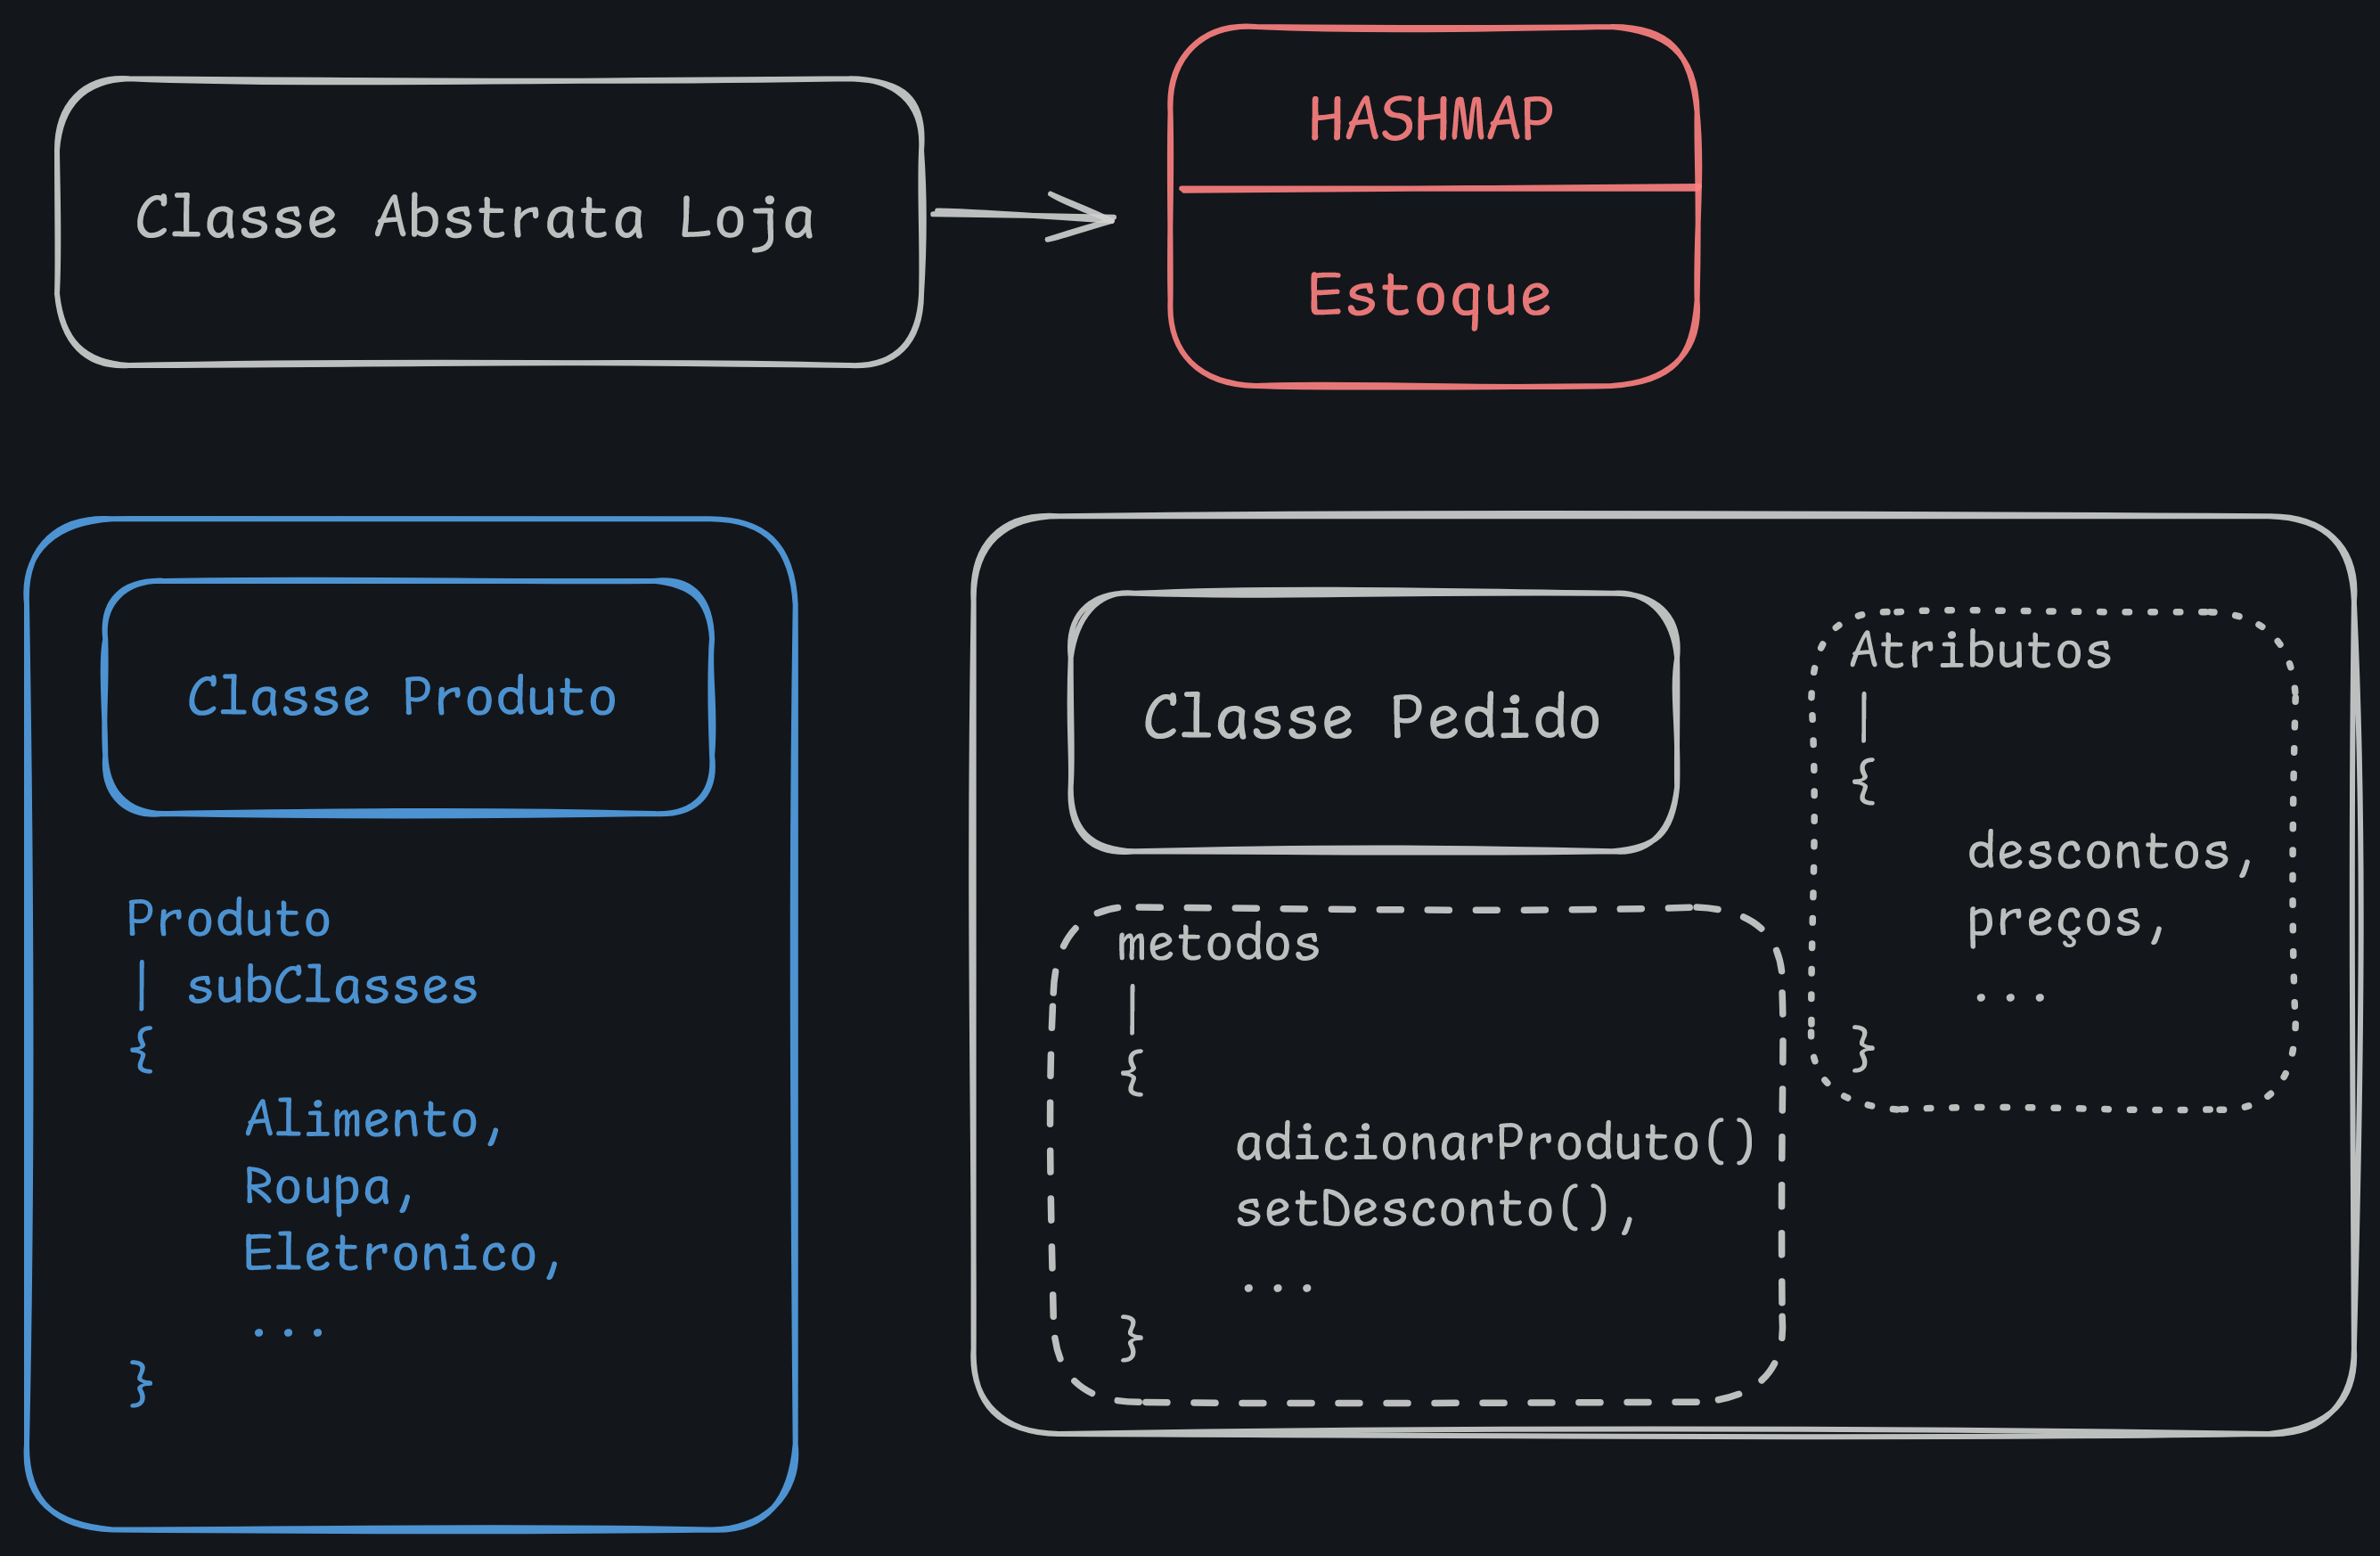 Classe Abstrata Loja
HASHMAP
Estoque
Classe Produto
Produto
| subClasses
{
Alimento,
Roupa,
Eletronico,
...
}
Classe Pedido
metodos
|
{
adicionarProduto()
setDesconto(),
...
}
Atributos
|
{
descontos,
preços,
...
}